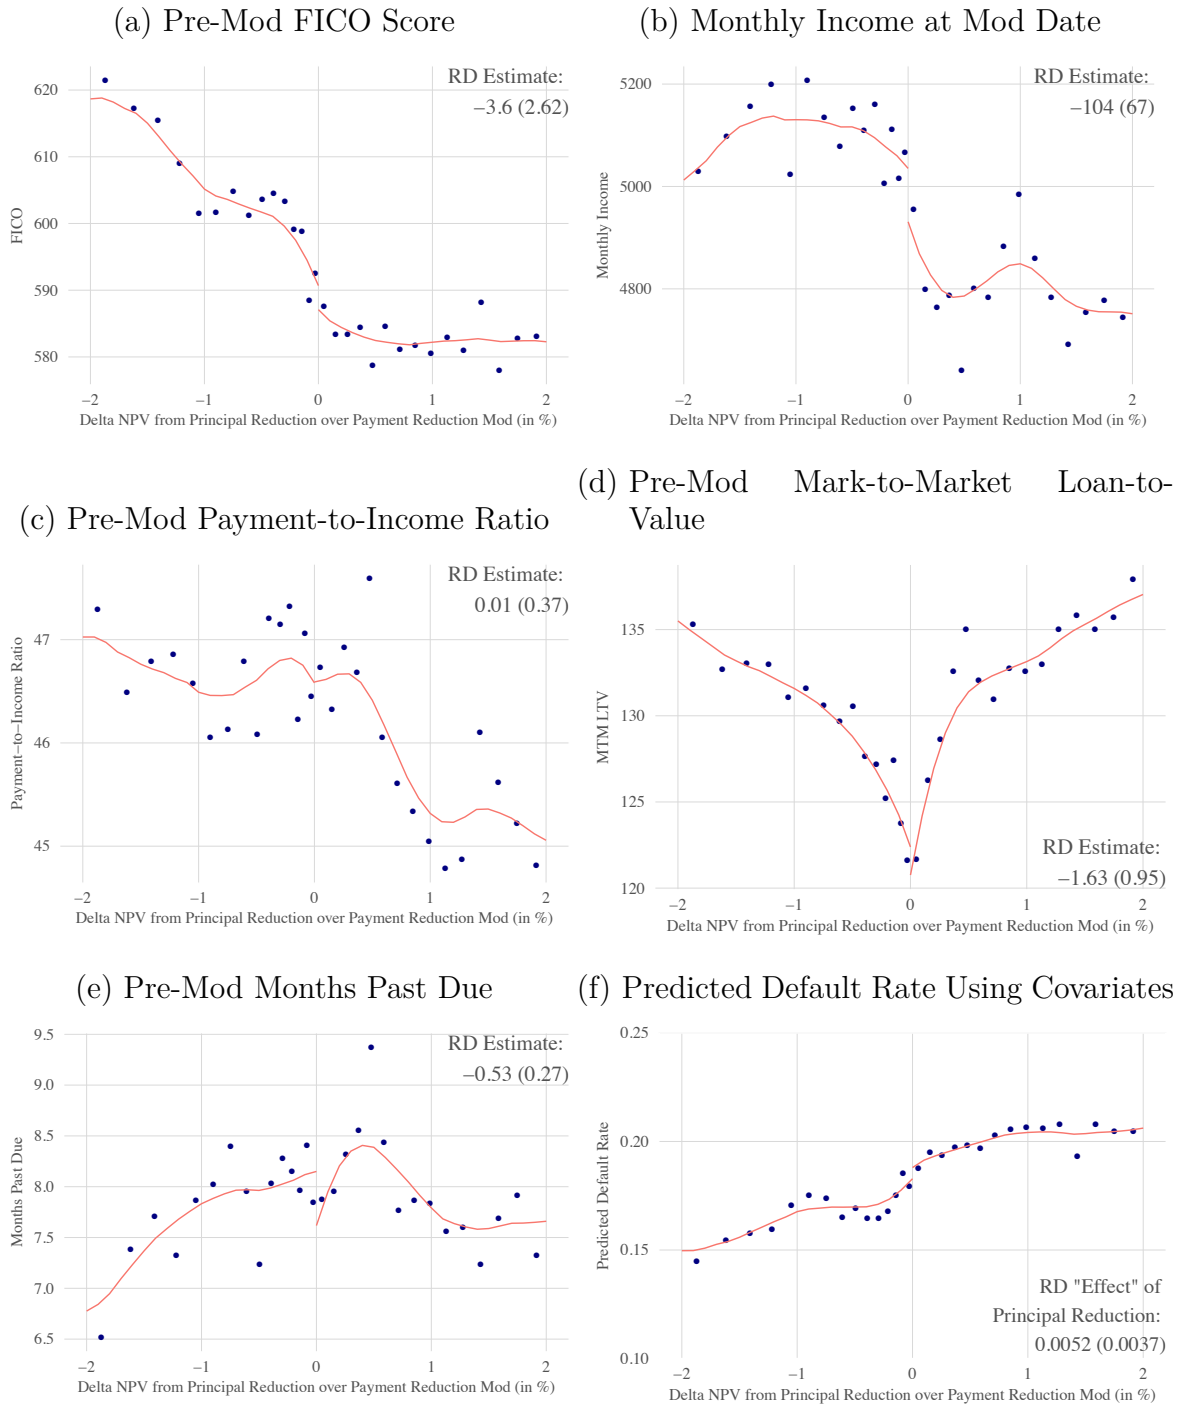 (a) Pre-Mod FICO Score
RD Estimate:
−3.6 (2.62)
620
610
600
590
580
FICO
−2 −1 0 1 2
Delta NPV from Principal Reduction over Payment Reduction Mod (in %)
(b) Monthly Income at Mod Date
RD Estimate:
−104 (67)
5200
5000
4800
Monthly Income
−2 −1 0 1 2
Delta NPV from Principal Reduction over Payment Reduction Mod (in %)
(c) Pre-Mod Payment-to-Income Ratio
RD Estimate:
0.01 (0.37)
47
46
45
Payment−to−Income Ratio
−2 −1 0 1 2
Delta NPV from Principal Reduction over Payment Reduction Mod (in %)
(d) Pre-Mod Mark-to-Market Loan-to-
Value
135
130
125
120
MTM LTV
RD Estimate:
−1.63 (0.95)
−2 −1 0 1 2
Delta NPV from Principal Reduction over Payment Reduction Mod (in %)
(e) Pre-Mod Months Past Due
RD Estimate:
−0.53 (0.27)
9.5
9.0
8.5
8.0
7.5
7.0
6.5
Months Past Due
−2 −1 0 1 2
Delta NPV from Principal Reduction over Payment Reduction Mod (in %)
(f) Predicted Default Rate Using Covariates
0.25
0.20
0.15
0.10
Predicted Default Rate
RD "Effect" of
Principal Reduction:
0.0052 (0.0037)
−2 −1 0 1 2
Delta NPV from Principal Reduction over Payment Reduction Mod (in %)